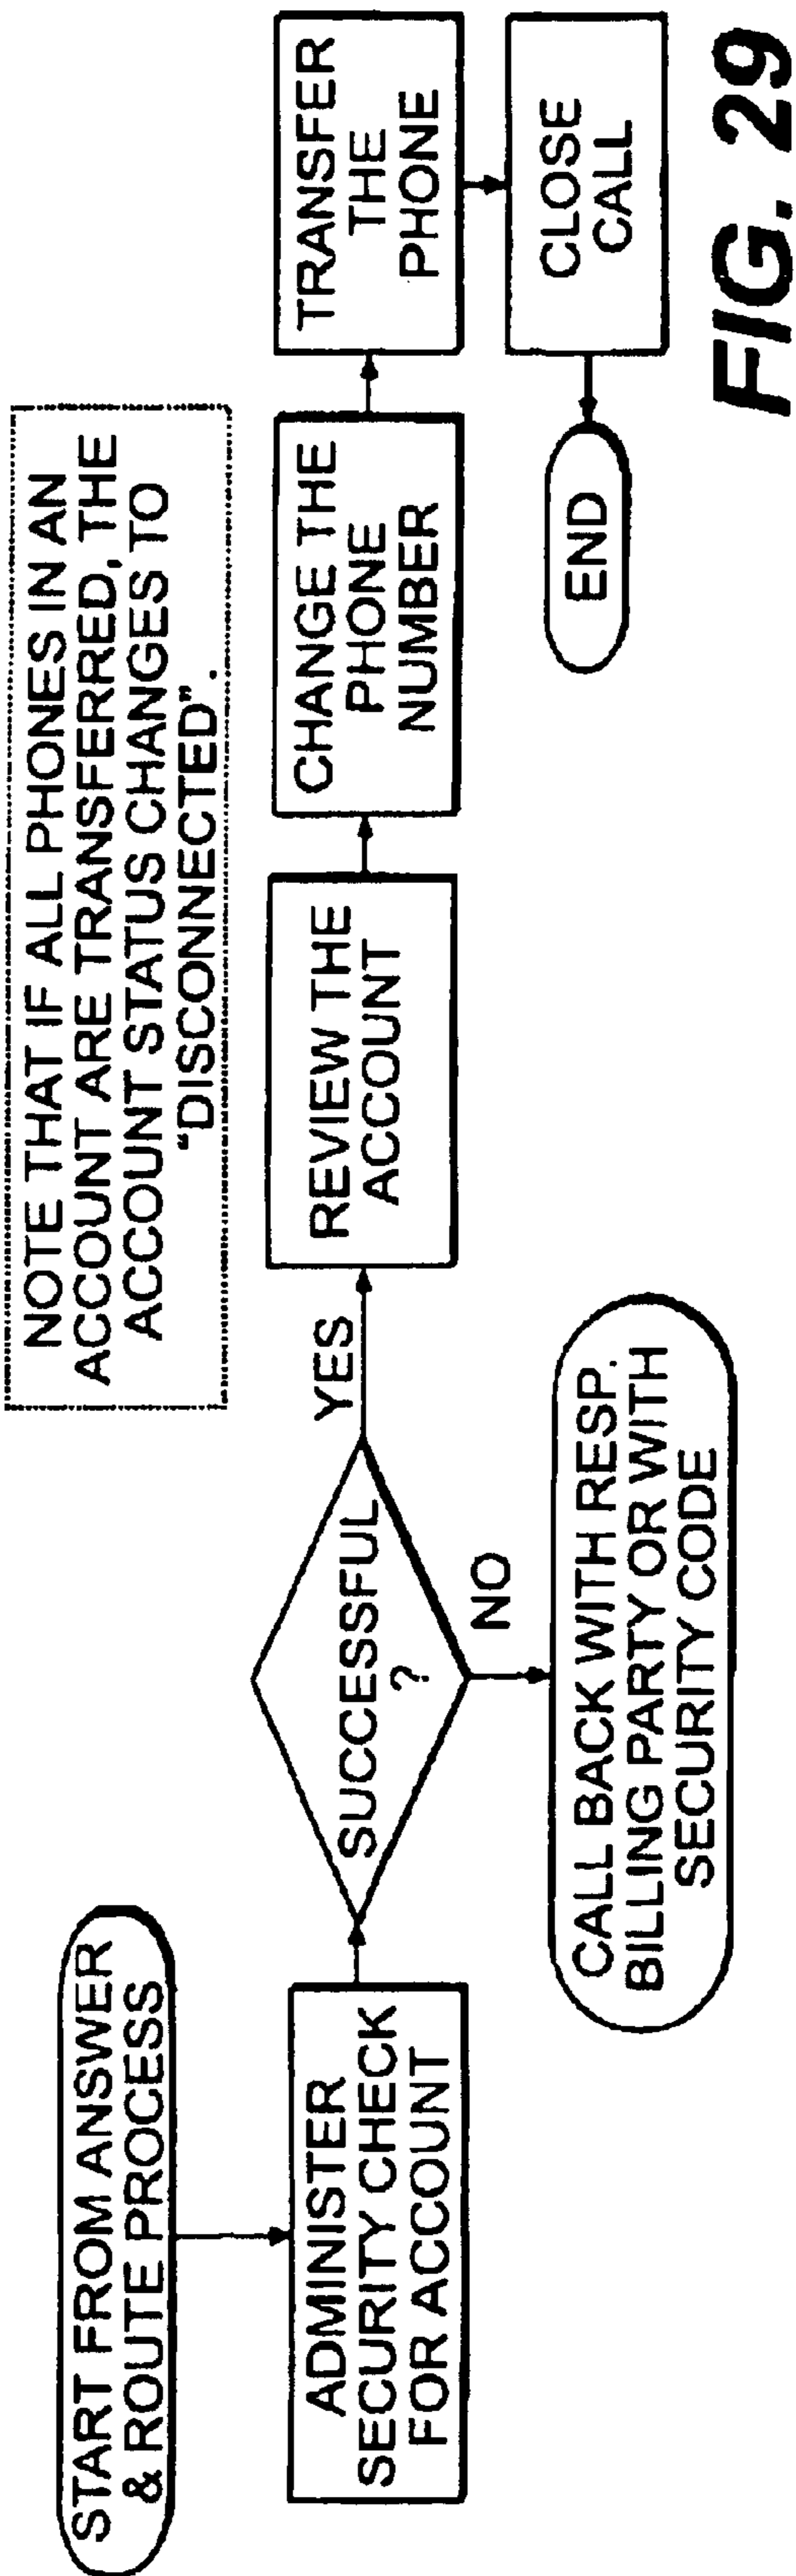 START FROM ANSWER
& ROUTE PROCESS
ADMINISTER
SECURITY CHECK
FOR ACCOUNT
SUCCESSFUL
?
YES
NO
CALL BACK WITH RESP.
BILLING PARTY OR WITH
SECURITY CODE
NOTE THAT IF ALL PHONES IN AN
ACCOUNT ARE TRANSFERRED, THE
ACCOUNT STATUS CHANGES TO
“DISCONNECTED”.
REVIEW THE
ACCOUNT
CHANGE THE
PHONE
NUMBER
TRANSFER
THE
PHONE
CLOSE
CALL
END
FIG. 29